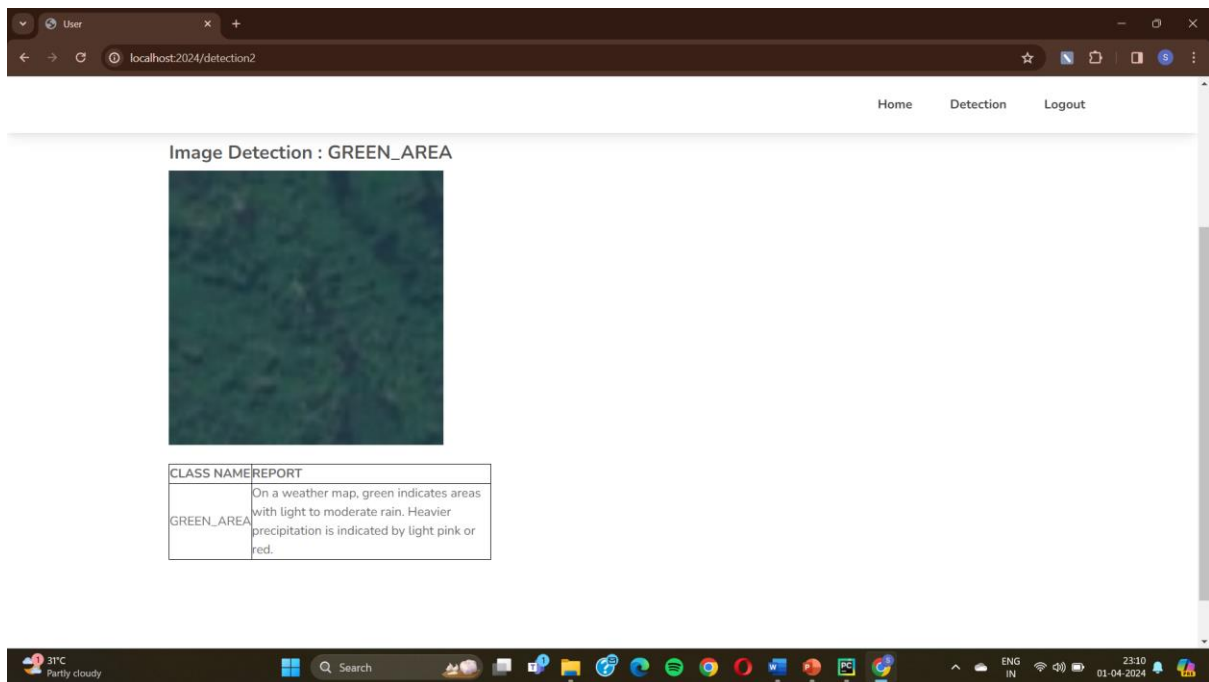 User
localhost:2024/detection2
S
Home Detection Logout
Image Detection : GREEN_AREA
CLASS NAME REPORT
GREEN_AREA
On a weather map, green indicates areas
with light to moderate rain. Heavier
precipitation is indicated by light pink or
red.
1
31°C
Partly cloudy
Search
ENG
IN
23:10
01-04-2024